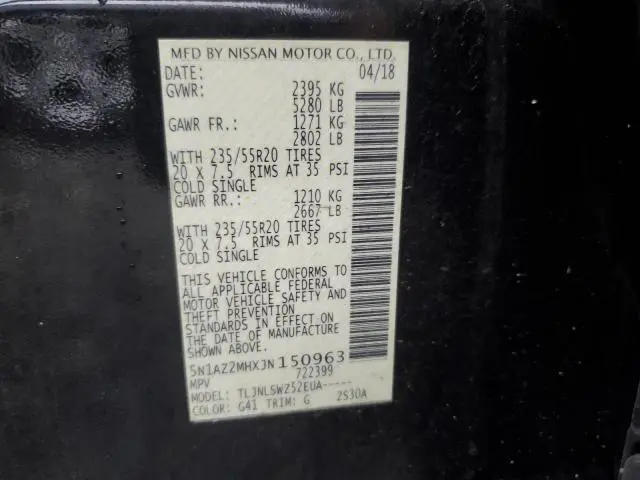 MFD BY NISSAN MOTOR CO., LTD.
DATE: 04/18
GVWR: 2395 KG
5280 LB
GAWR FR.: 1271 KG
2802 LB
WITH 235/55R20 TIRES
20 X 7.5 RIMS AT 35 PSI
COLD SINGLE
GAWR RR.: 1210 KG
2667 LB
WITH 235/55R20 TIRES
20 X 7.5 RIMS AT 35 PSI
COLD SINGLE
THIS VEHICLE CONFORMS TO
ALL APPLICABLE FEDERAL
MOTOR VEHICLE SAFETY AND
THEFT PREVENTION
STANDARDS IN EFFECT ON
THE DATE OF MANUFACTURE
SHOWN ABOVE.
5N1AZ2MHXJN150963
MPV 722399
MODEL: TLJNLSWZ52EUA-----
COLOR: G41 TRIM: G 2S30A